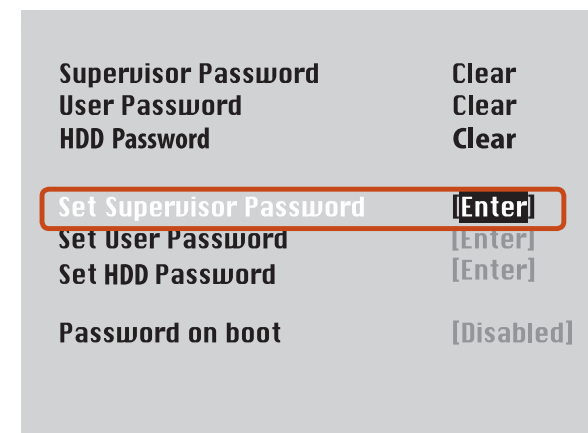 Supervisor Password Clear
User Password Clear
HDD Password Clear
Set Supervisor Password [Enter]
Set User Password [Enter]
Set HDD Password [Enter]
Password on boot [Disabled]